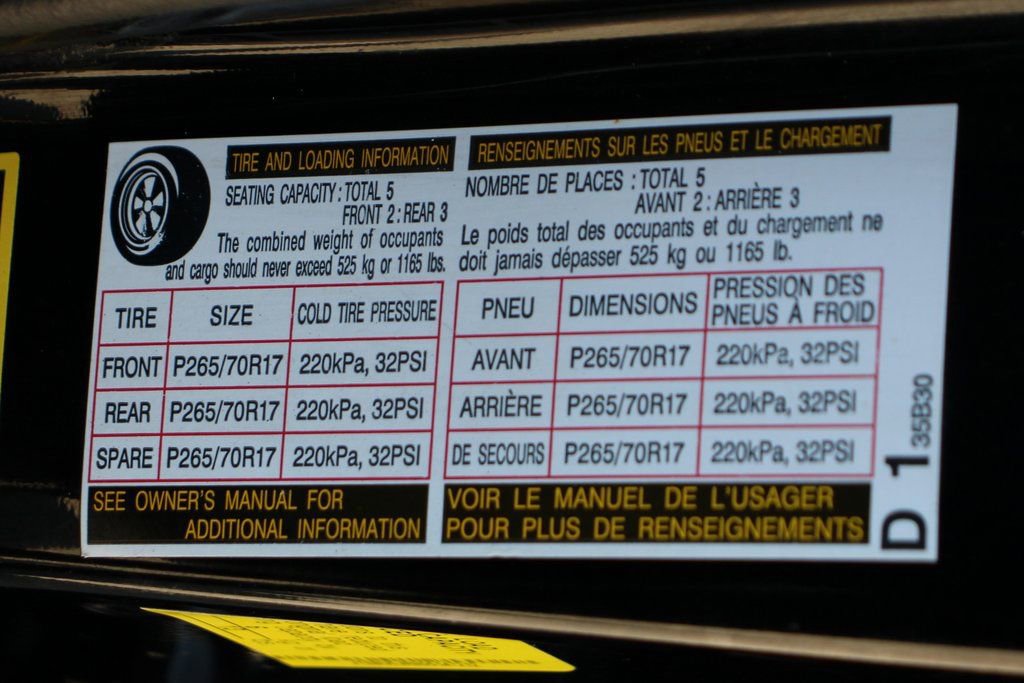 TIRE AND LOADING INFORMATION
SEATING CAPACITY : TOTAL 5
FRONT 2 : REAR 3
The combined weight of occupants
and cargo should never exceed 525 kg or 1165 lbs.
TIRE SIZE COLD TIRE PRESSURE
FRONT P265/70R17 220kPa, 32PSI
REAR P265/70R17 220kPa, 32PSI
SPARE P265/70R17 220kPa, 32PSI
SEE OWNER'S MANUAL FOR
ADDITIONAL INFORMATION
RENSEIGNEMENTS SUR LES PNEUS ET LE CHARGEMENT
NOMBRE DE PLACES : TOTAL 5
AVANT 2 : ARRIÈRE 3
Le poids total des occupants et du chargement ne
doit jamais dépasser 525 kg ou 1165 lb.
PNEU DIMENSIONS PRESSION DES
PNEUS À FROID
AVANT P265/70R17 220kPa, 32PSI
ARRIÈRE P265/70R17 220kPa, 32PSI
DE SECOURS P265/70R17 220kPa, 32PSI
VOIR LE MANUEL DE L'USAGER
POUR PLUS DE RENSEIGNEMENTS
D 1 35B30